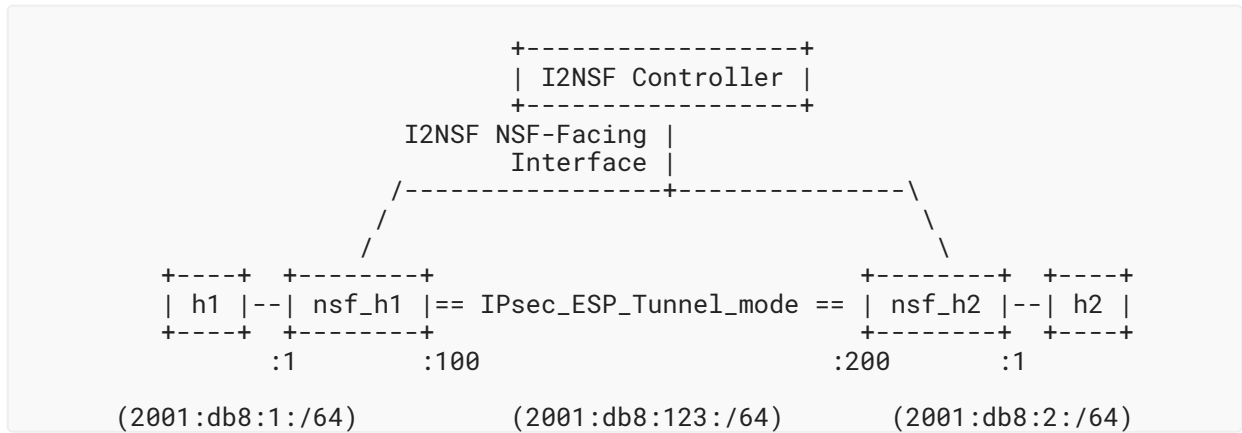 +------------------+
| I2NSF Controller |
+------------------+
I2NSF NSF-Facing |
Interface |
/-----------------+---------------\
/ \
/ \
+----+ +--------+ +--------+ +----+
| h1 |--| nsf_h1 |== IPsec_ESP_Tunnel_mode == | nsf_h2 |--| h2 |
+----+ +--------+ +--------+ +----+
:1 :100 :200 :1
(2001:db8:1:/64) (2001:db8:123:/64) (2001:db8:2:/64)